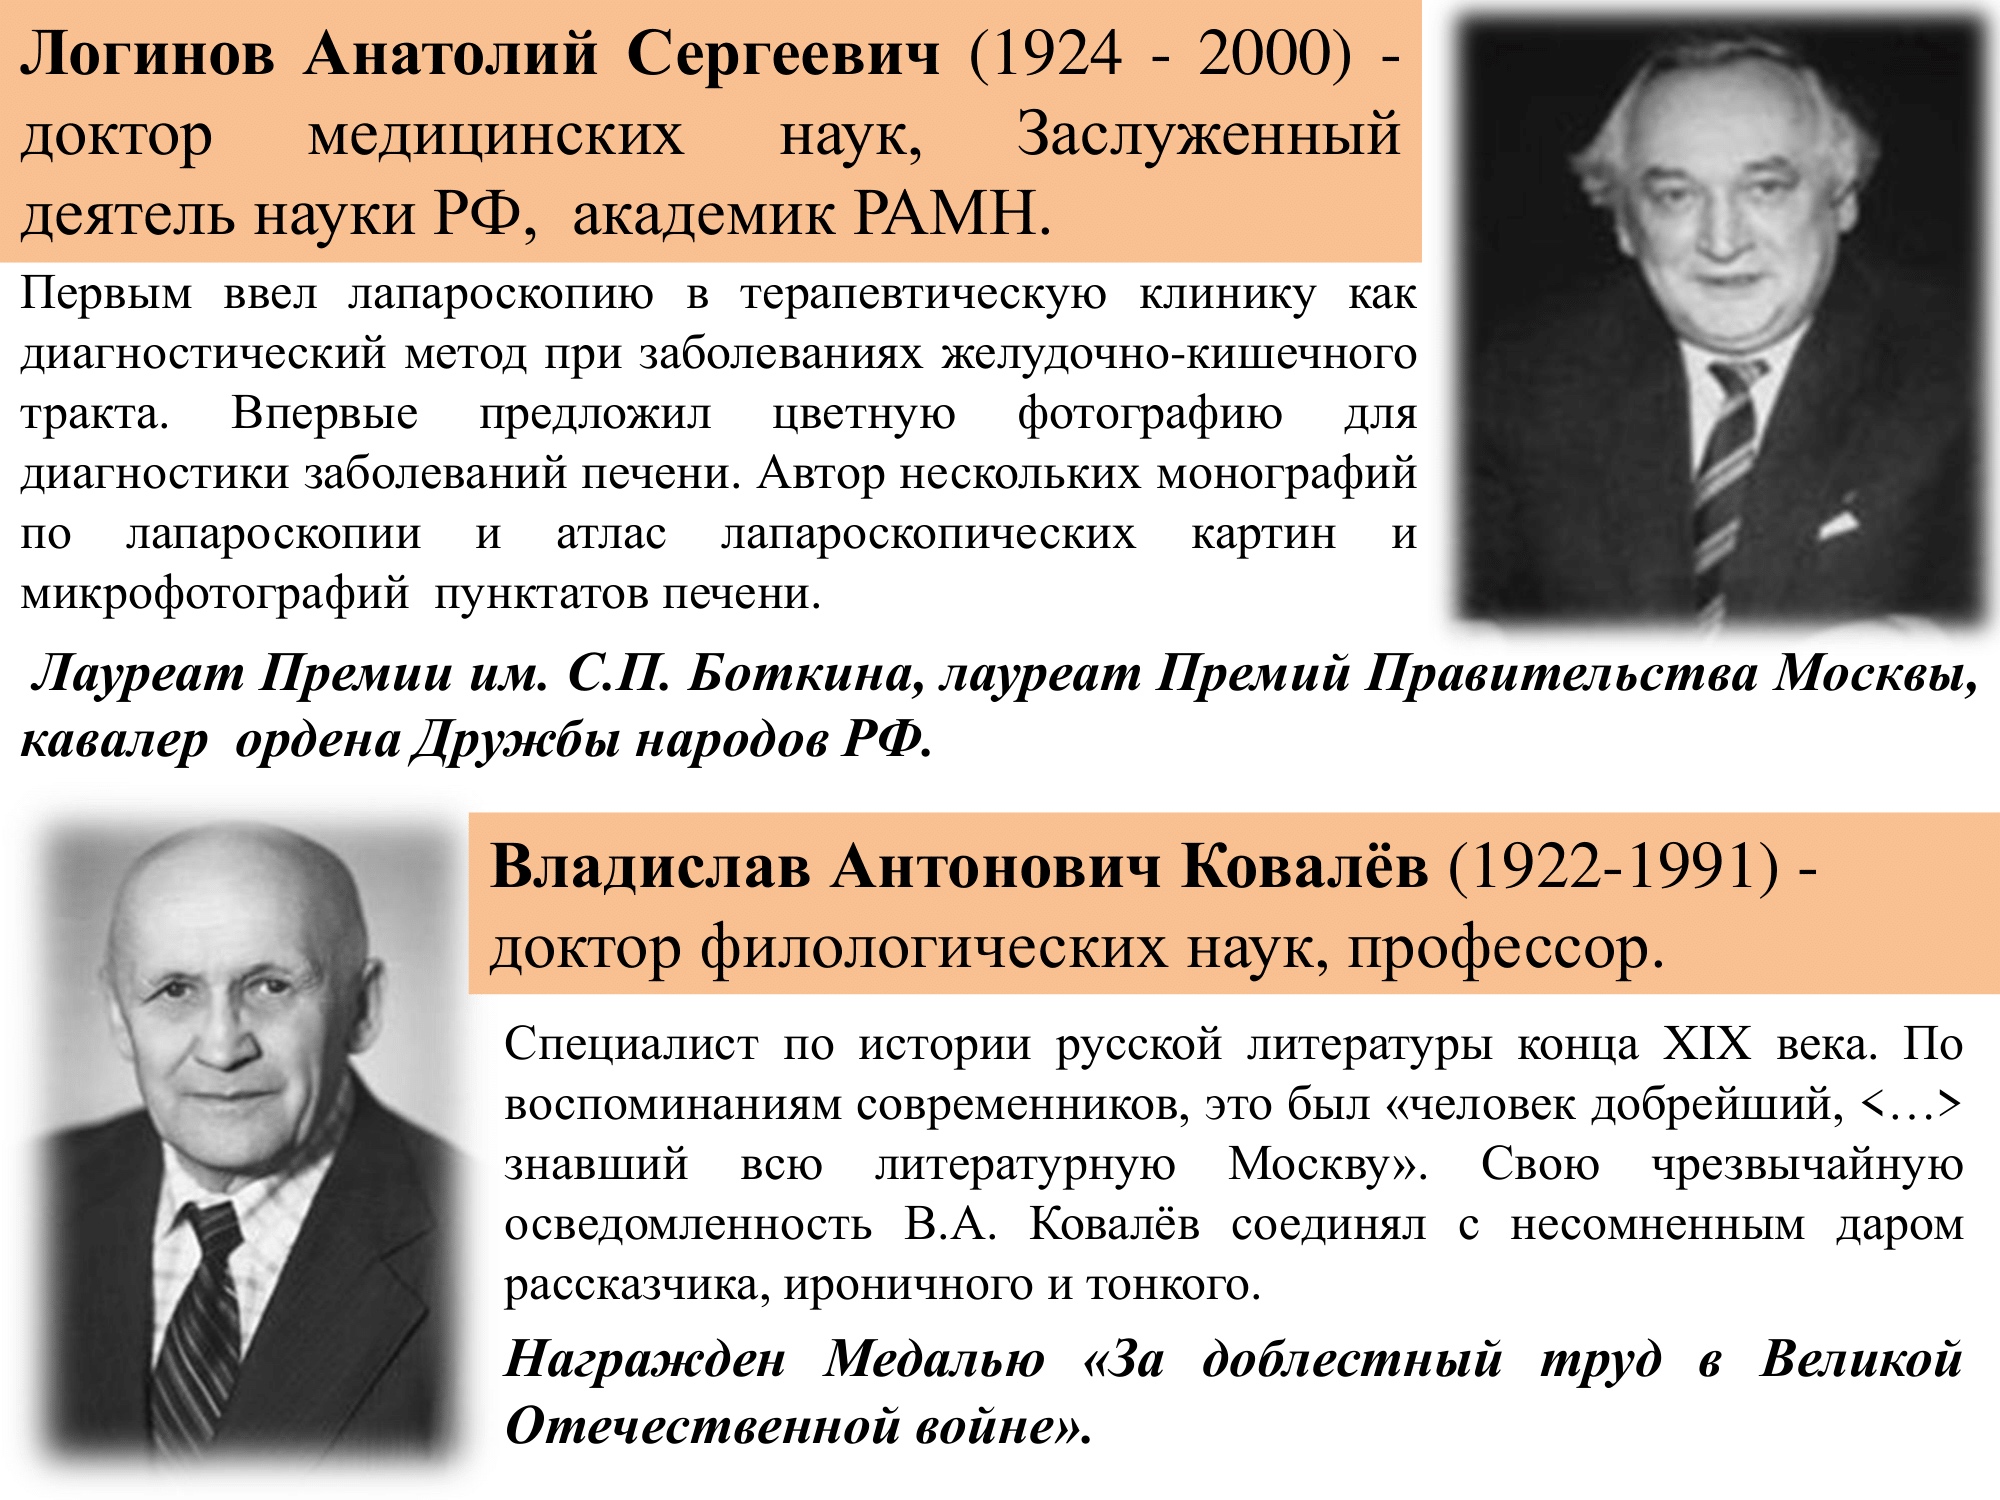 Логинов Анатолий Сергеевич (1924 - 2000) -
доктор медицинских наук, Заслуженный
деятель науки РФ, академик РАМН.
Первым ввел лапароскопию в терапевтическую клинику как
диагностический метод при заболеваниях желудочно-кишечного
тракта. Впервые предложил цветную фотографию для
диагностики заболеваний печени. Автор нескольких монографий
по лапароскопии и атлас лапароскопических картин и
микрофотографий пунктатов печени.
Лауреат Премии им. С.П. Боткина, лауреат Премий Правительства Москвы,
кавалер ордена Дружбы народов РФ.
Владислав Антонович Ковалёв (1922-1991) -
доктор филологических наук, профессор.
Специалист по истории русской литературы конца XIX века. По
воспоминаниям современников, это был «человек добрейший, <…>
знавший всю литературную Москву». Свою чрезвычайную
осведомленность В.А. Ковалёв соединял с несомненным даром
рассказчика, ироничного и тонкого.
Награжден Медалью «За доблестный труд в Великой
Отечественной войне».